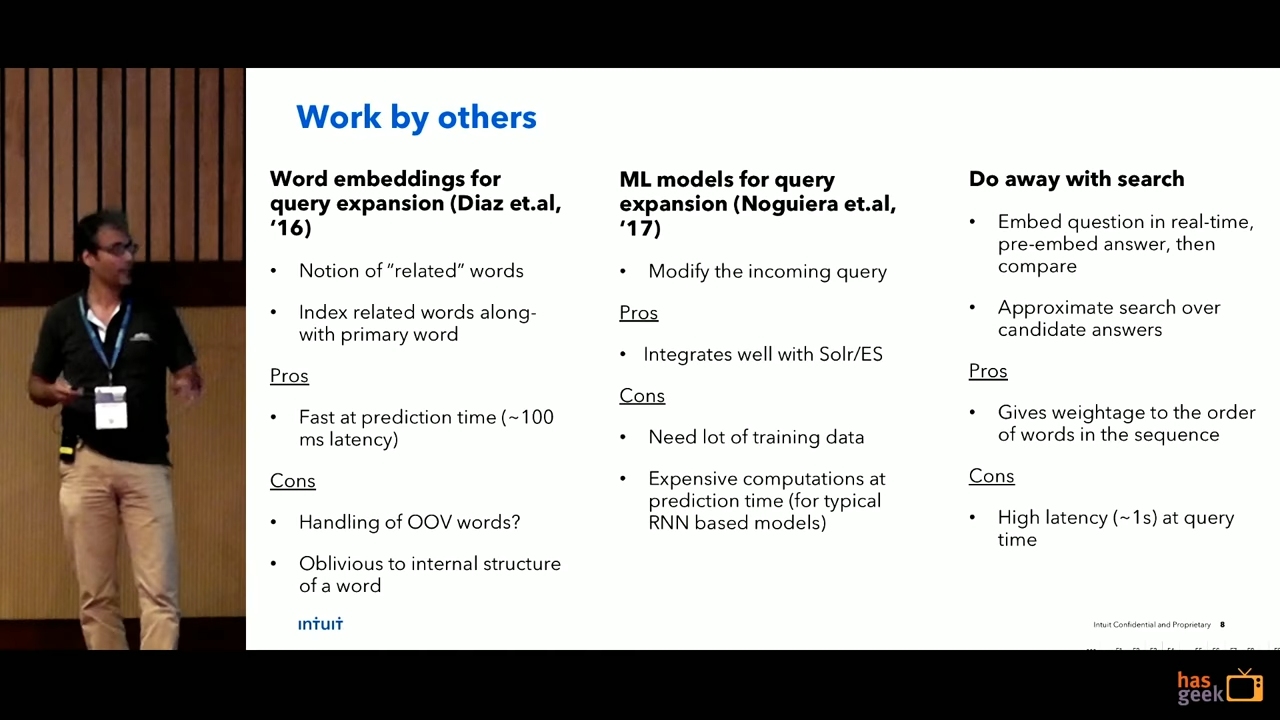 Work by others
Word embeddings for
query expansion (Diaz et.al,
‘16)
• Notion of “related” words
• Index related words along-
with primary word
Pros
• Fast at prediction time (~100
ms latency)
Cons
• Handling of OOV words?
• Oblivious to internal structure
of a word
ML models for query
expansion (Noguiera et.al,
‘17)
• Modify the incoming query
Pros
• Integrates well with Solr/ES
Cons
• Need lot of training data
• Expensive computations at
prediction time (for typical
RNN based models)
Do away with search
• Embed question in real-time,
pre-embed answer, then
compare
• Approximate search over
candidate answers
Pros
• Gives weightage to the order
of words in the sequence
Cons
• High latency (~1s) at query
time
intuit
Intuit Confidential and Proprietary 8
has
geek